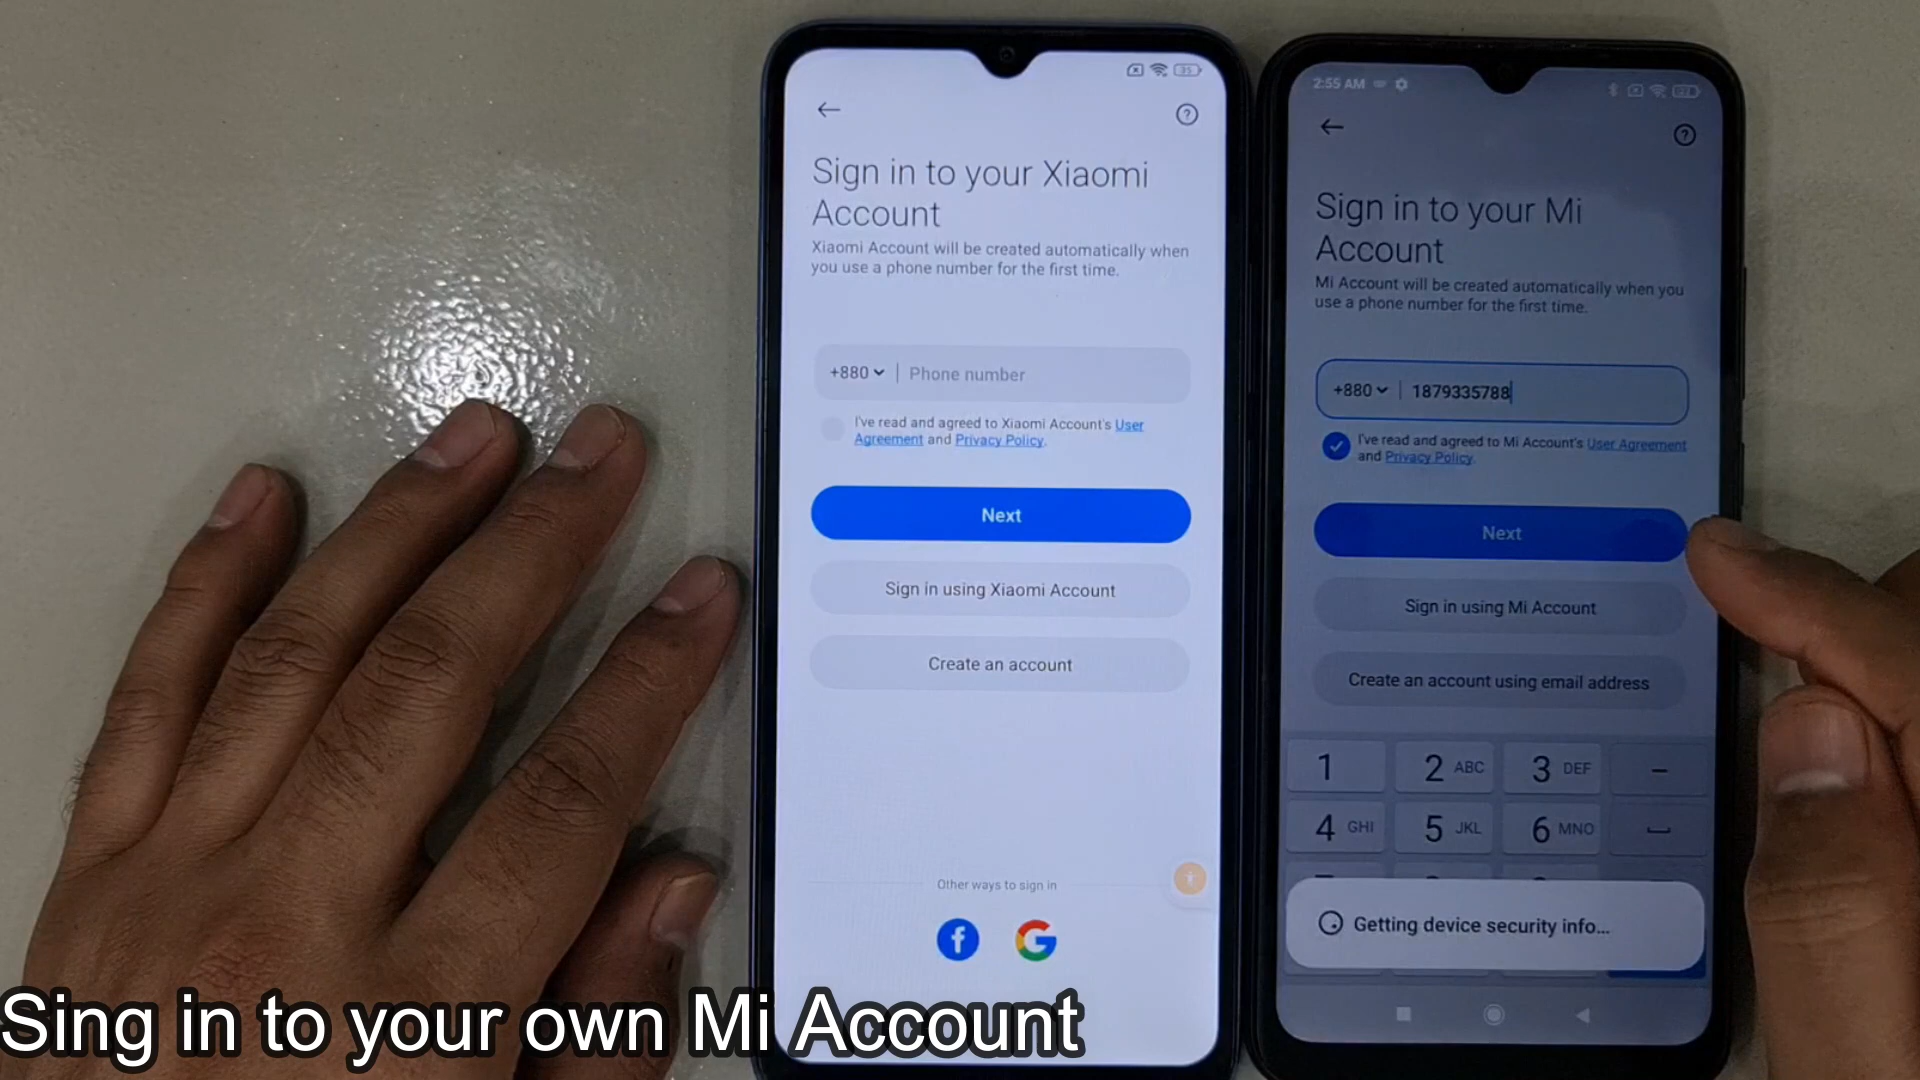 35
Sign in to your Xiaomi
Account
Xiaomi Account will be created automatically when
you use a phone number for the first time.
+880 Phone number
I've read and agreed to Xiaomi Account's User
Agreement and Privacy Policy.
Next
Sign in using Xiaomi Account
Create an account
Other ways to sign in
f G
2:55 AM
Sign in to your Mi
Account
Mi Account will be created automatically when you
use a phone number for the first time.
+880 1879335788
I've read and agreed to Mi Account's User Agreement
and Privacy Policy.
Next
Sign in using Mi Account
Create an account using email address
1 2 ABC 3 DEF –
4 GHI 5 JKL 6 MNO
Getting device security info...
Sing in to your own Mi Account